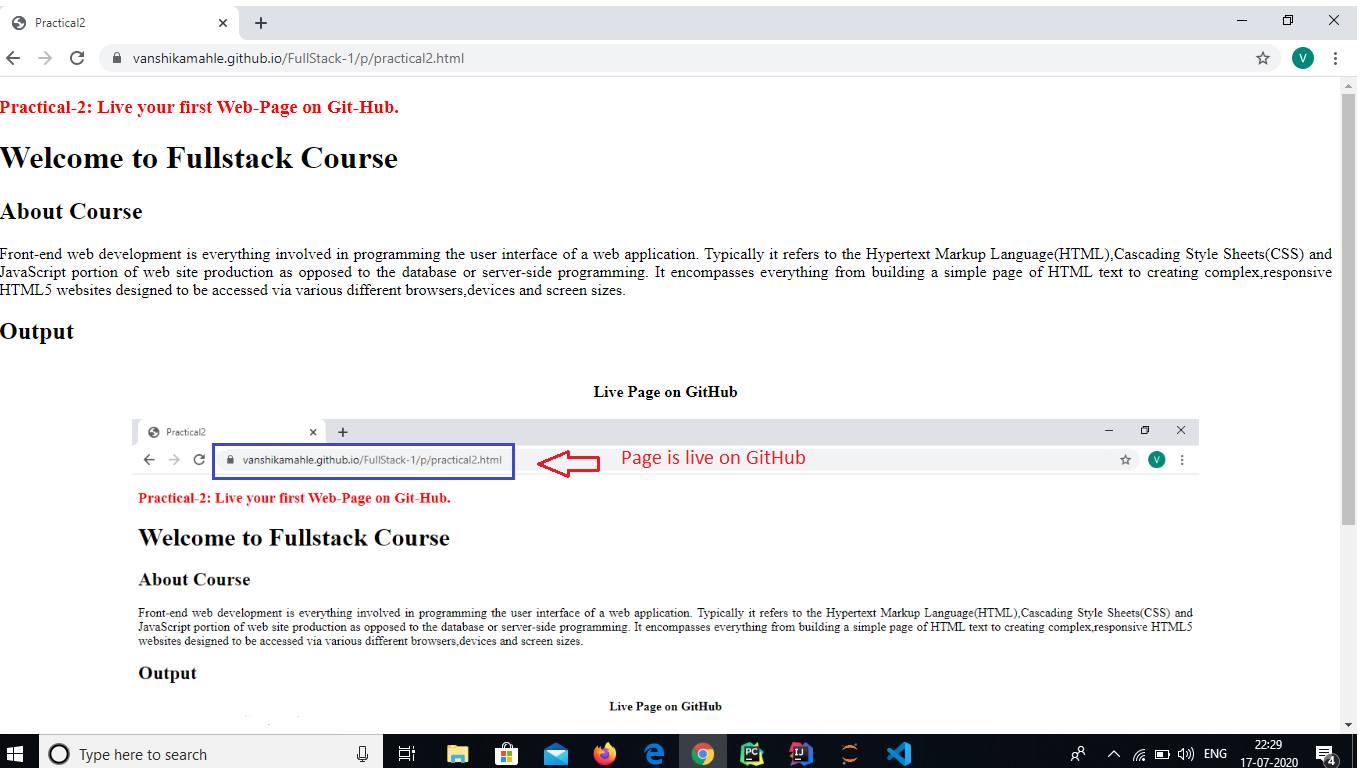 Practical2
vanshikamahle.github.io/FullStack-1/p/practical2.html
V
Practical-2: Live your first Web-Page on Git-Hub.
Welcome to Fullstack Course
About Course
Front-end web development is everything involved in programming the user interface of a web application. Typically it refers to the Hypertext Markup Language(HTML),Cascading Style Sheets(CSS) and
JavaScript portion of web site production as opposed to the database or server-side programming. It encompasses everything from building a simple page of HTML text to creating complex,responsive
HTML5 websites designed to be accessed via various different browsers,devices and screen sizes.
Output
Live Page on GitHub
Practical2
vanshikamahle.github.io/FullStack-1/p/practical2.html
Page is live on GitHub
V
Practical-2: Live your first Web-Page on Git-Hub.
Welcome to Fullstack Course
About Course
Front-end web development is everything involved in programming the user interface of a web application. Typically it refers to the Hypertext Markup Language(HTML),Cascading Style Sheets(CSS) and
JavaScript portion of web site production as opposed to the database or server-side programming. It encompasses everything from building a simple page of HTML text to creating complex,responsive HTML5
websites designed to be accessed via various different browsers,devices and screen sizes.
Output
Live Page on GitHub
Type here to search
PC
IJ
ENG
22:29
17-07-2020
4